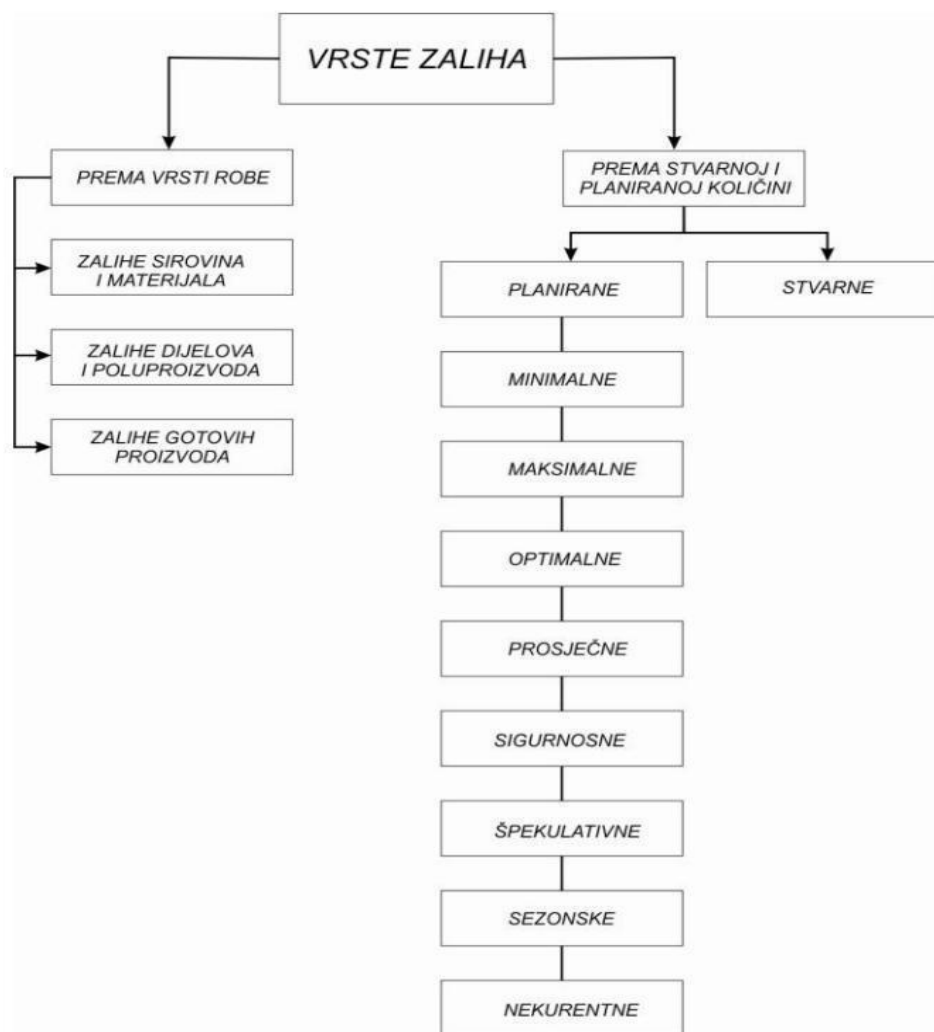 VRSTE ZALIHA
PREMA VRSTI ROBE
ZALIHE SIROVINA
I MATERIJALA
ZALIHE DIJELOVA
I POLUPROIZVODA
ZALIHE GOTOVIH
PROIZVODA
PREMA STVARNOJ I
PLANIRANOJ KOLIČINI
PLANIRANE
STVARNE
MINIMALNE
MAKSIMALNE
OPTIMALNE
PROSJEČNE
SIGURNOSNE
ŠPEKULATIVNE
SEZONSKE
NEKURENTNE